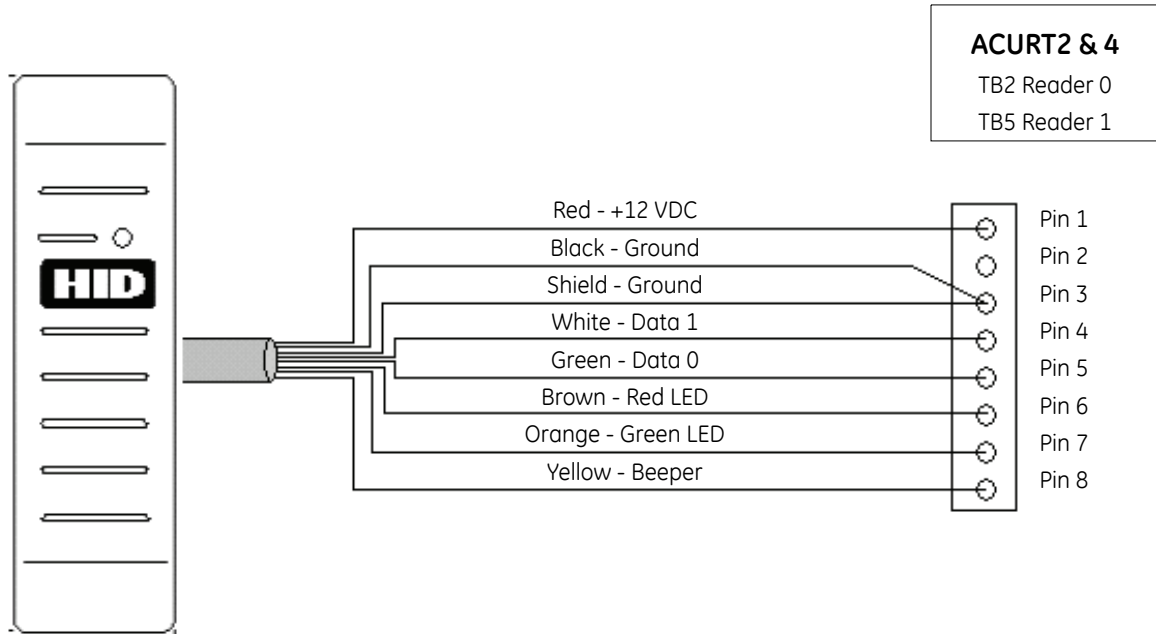 ACURT2 & 4
TB2 Reader 0
TB5 Reader 1
Red - +12 VDC
Pin 1
Black - Ground
Pin 2
Shield - Ground
Pin 3
White - Data 1
Pin 4
Green - Data 0
Pin 5
Brown - Red LED
Pin 6
Orange - Green LED
Pin 7
Yellow - Beeper
Pin 8
HID